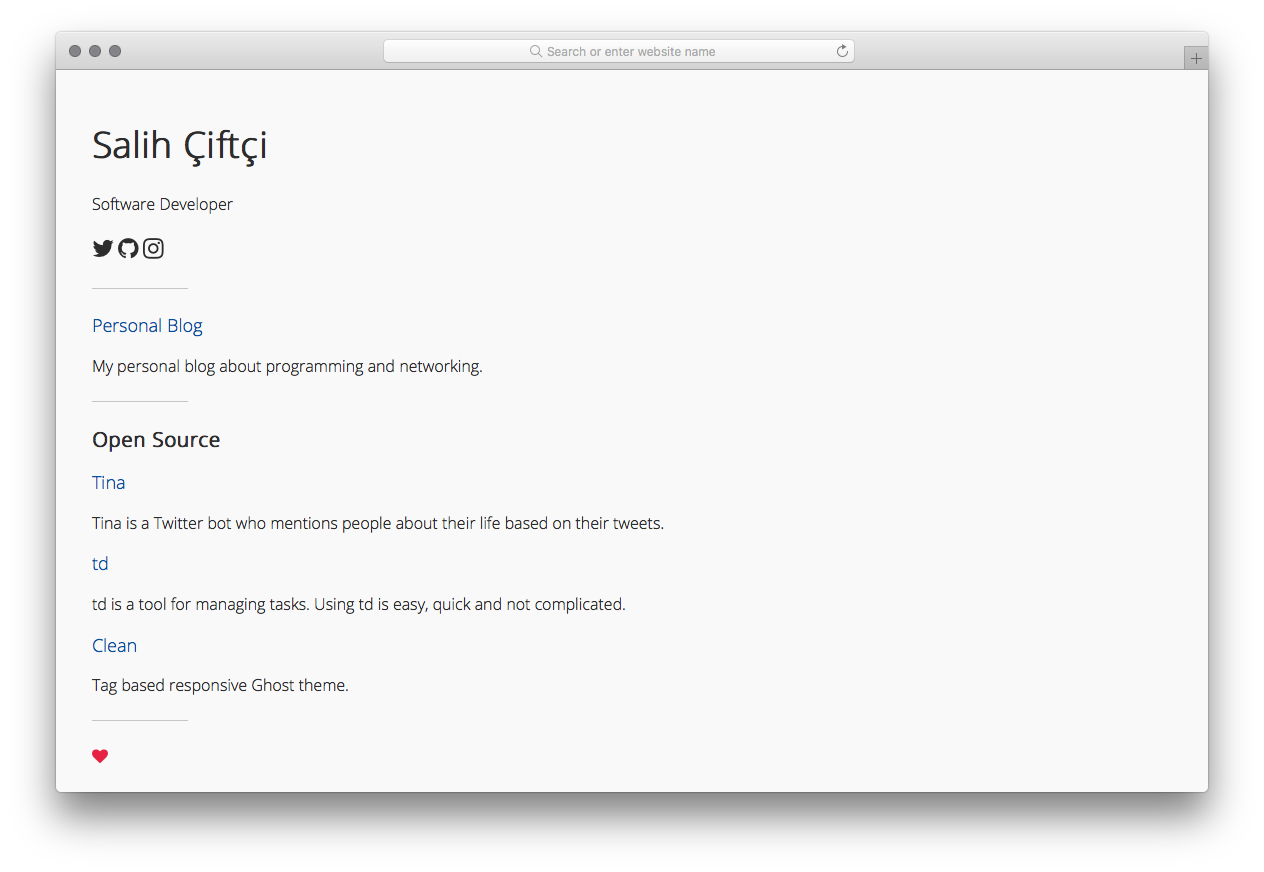 Search or enter website name
Salih Çiftçi
Software Developer
Personal Blog
My personal blog about programming and networking.
Open Source
Tina
Tina is a Twitter bot who mentions people about their life based on their tweets.
td
td is a tool for managing tasks. Using td is easy, quick and not complicated.
Clean
Tag based responsive Ghost theme.